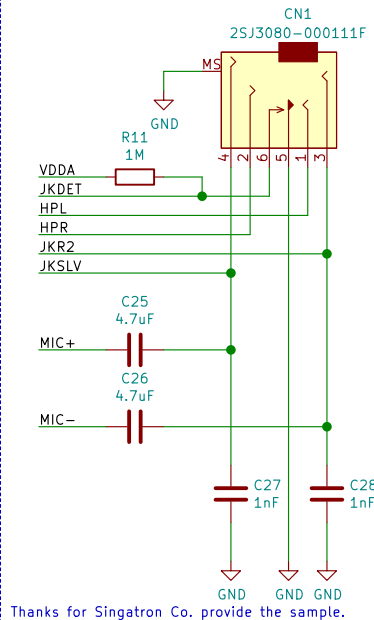 CN1
2SJ3080-000111F
MS
GND
R11
1M
4 2 6 5 1 3
VDDA
JKDET
HPL
HPR
JKR2
JKSLV
C25
4.7uF
MIC+
C26
4.7uF
MIC-
C27
1nF
C28
1nF
GND GND GND
Thanks for Singatron Co. provide the sample.